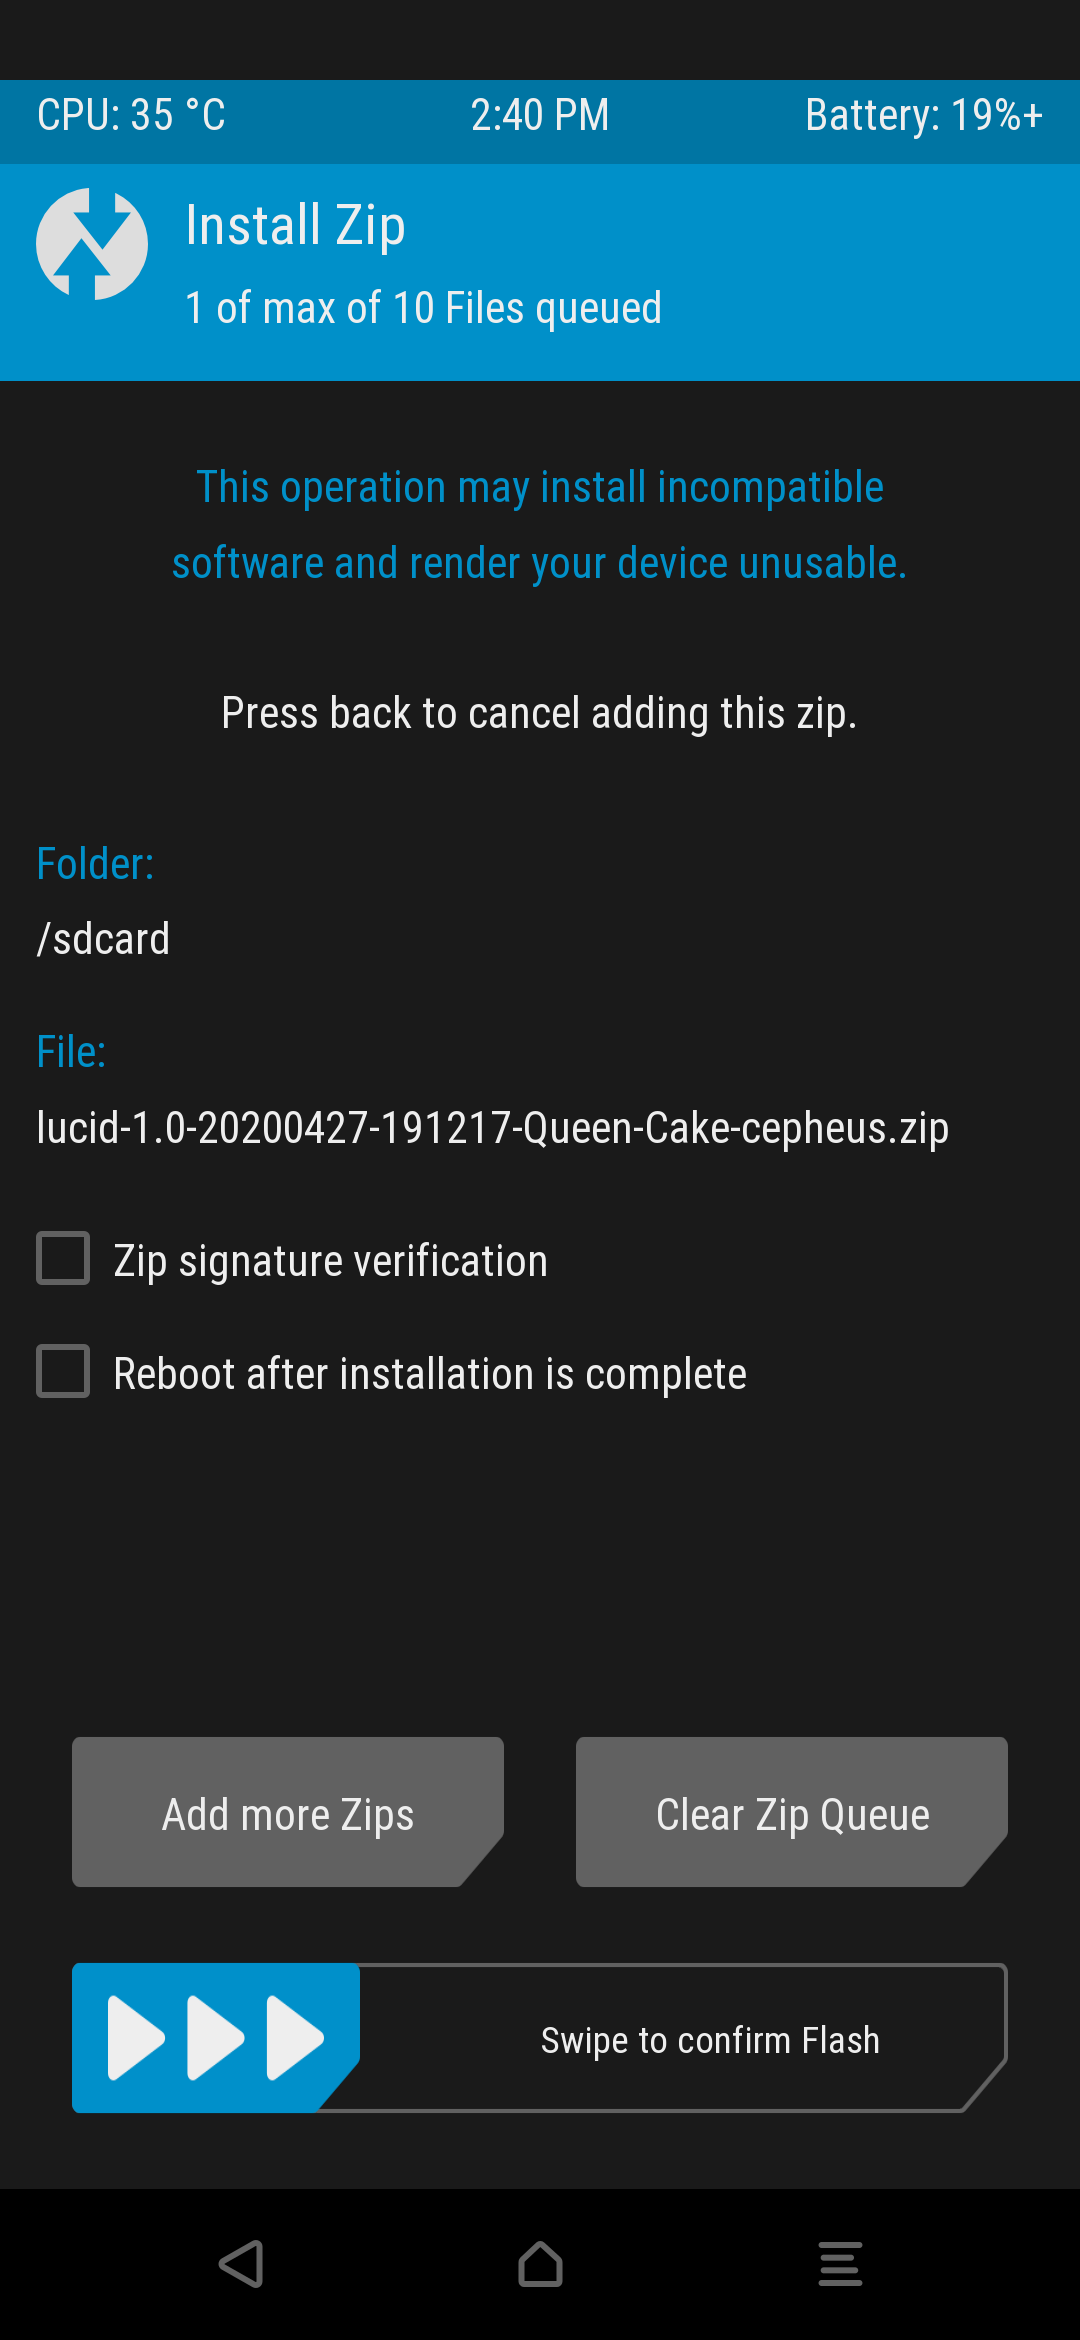 CPU: 35 °C
2:40 PM
Battery: 19%+
Install Zip
1 of max of 10 Files queued
This operation may install incompatible
software and render your device unusable.
Press back to cancel adding this zip.
Folder:
/sdcard
File:
lucid-1.0-20200427-191217-Queen-Cake-cepheus.zip
Zip signature verification
Reboot after installation is complete
Add more Zips
Clear Zip Queue
Swipe to confirm Flash